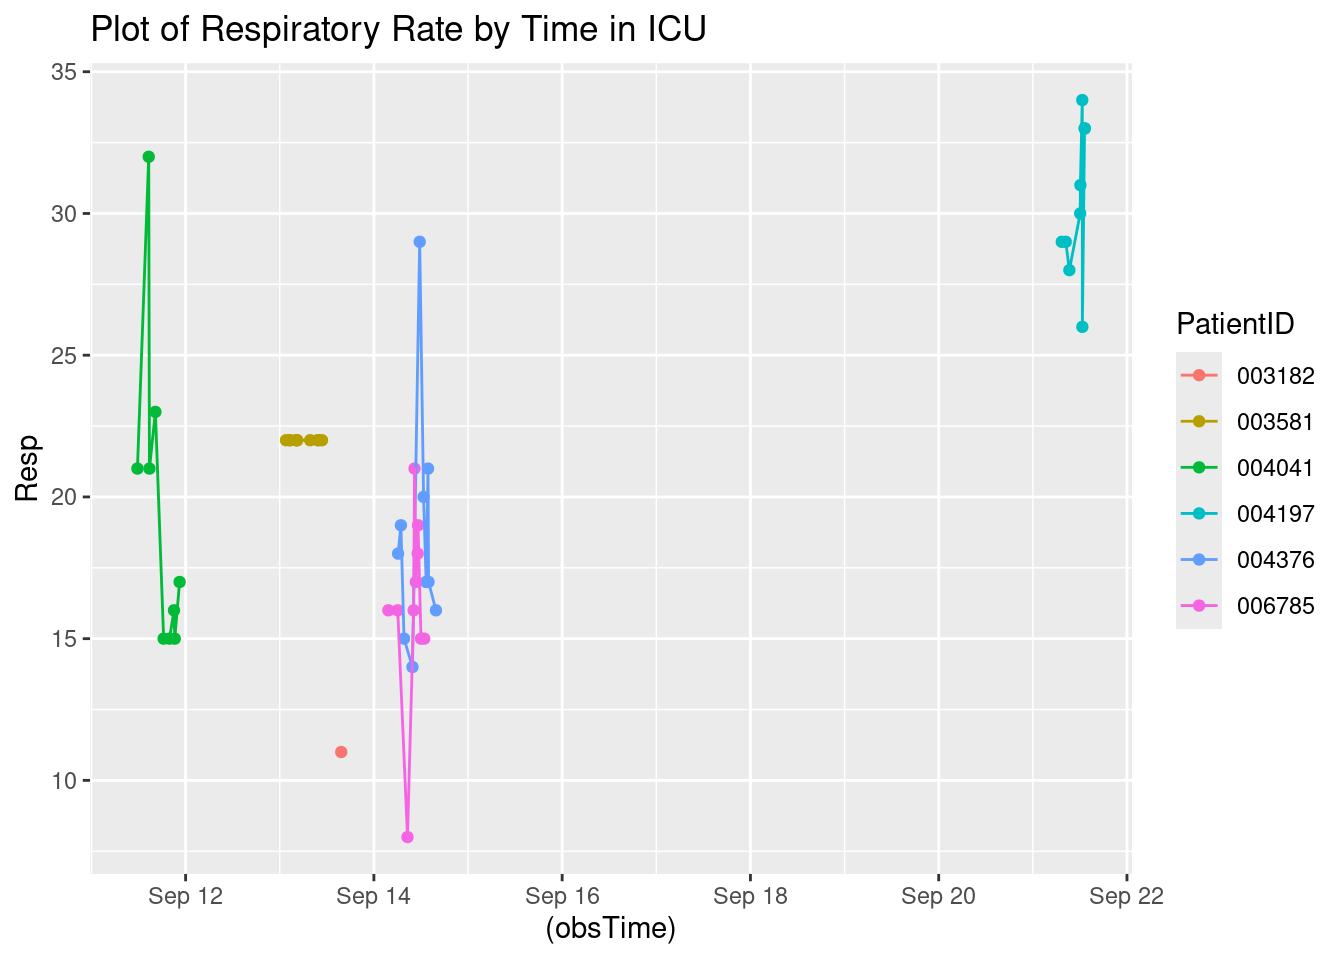 Plot of Respiratory Rate by Time in ICU
35
30
25
20
15
10
Resp
Sep 12 Sep 14 Sep 16 Sep 18 Sep 20 Sep 22
(obsTime)
PatientID
003182
003581
004041
004197
004376
006785